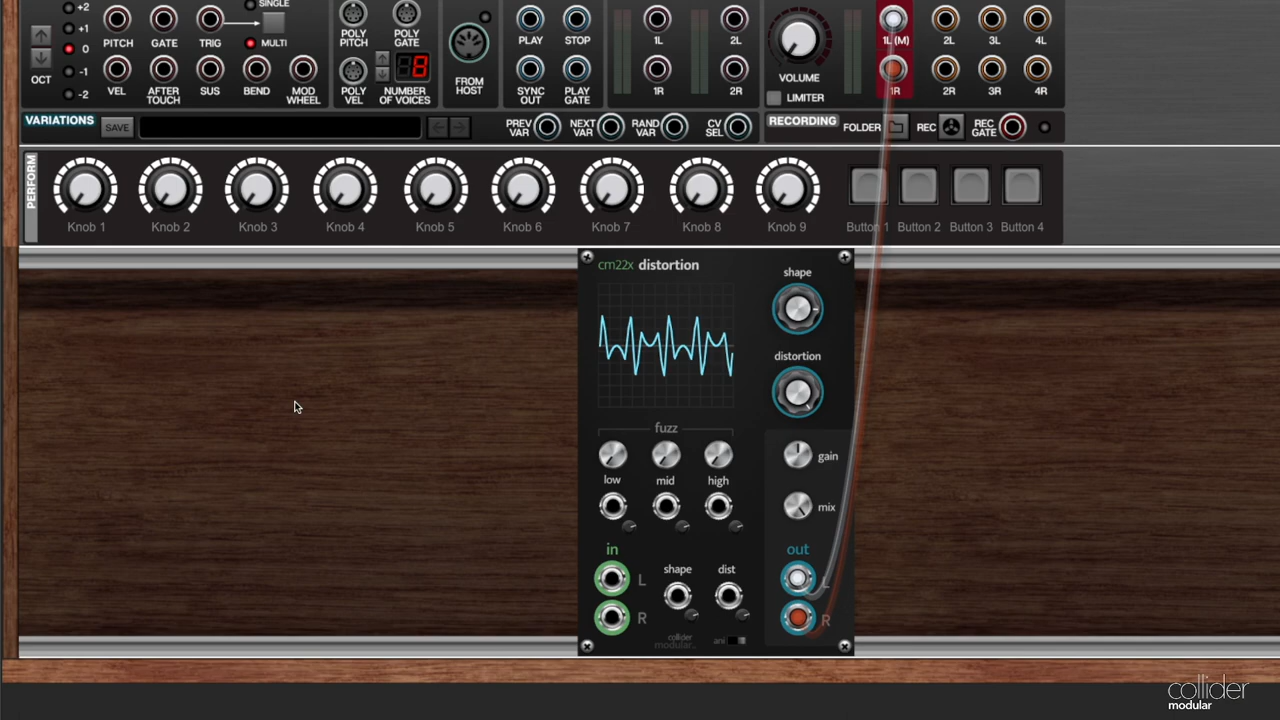 +2
SINGLE
+1
0
MULTI
-1
-2
OCT
PITCH
GATE
TRIG
VEL
AFTER
TOUCH
SUS
BEND
MOD
WHEEL
POLY
PITCH
POLY
GATE
POLY
VEL
8
NUMBER
OF VOICES
FROM
HOST
PLAY
STOP
SYNC
OUT
PLAY
GATE
1L
2L
1R
2R
VOLUME
LIMITER
1L (M)
2L
3L
4L
1R
2R
3R
4R
VARIATIONS
SAVE
PREV
VAR
NEXT
VAR
RAND
VAR
CV
SEL
RECORDING
FOLDER
REC
REC
GATE
PERFORM
Knob 1
Knob 2
Knob 3
Knob 4
Knob 5
Knob 6
Knob 7
Knob 8
Knob 9
Button 1
Button 2
Button 3
Button 4
cm22x distortion
shape
distortion
fuzz
low
mid
high
gain
mix
in
L
R
shape
dist
out
L
R
collider
modular
ani
collider
modular